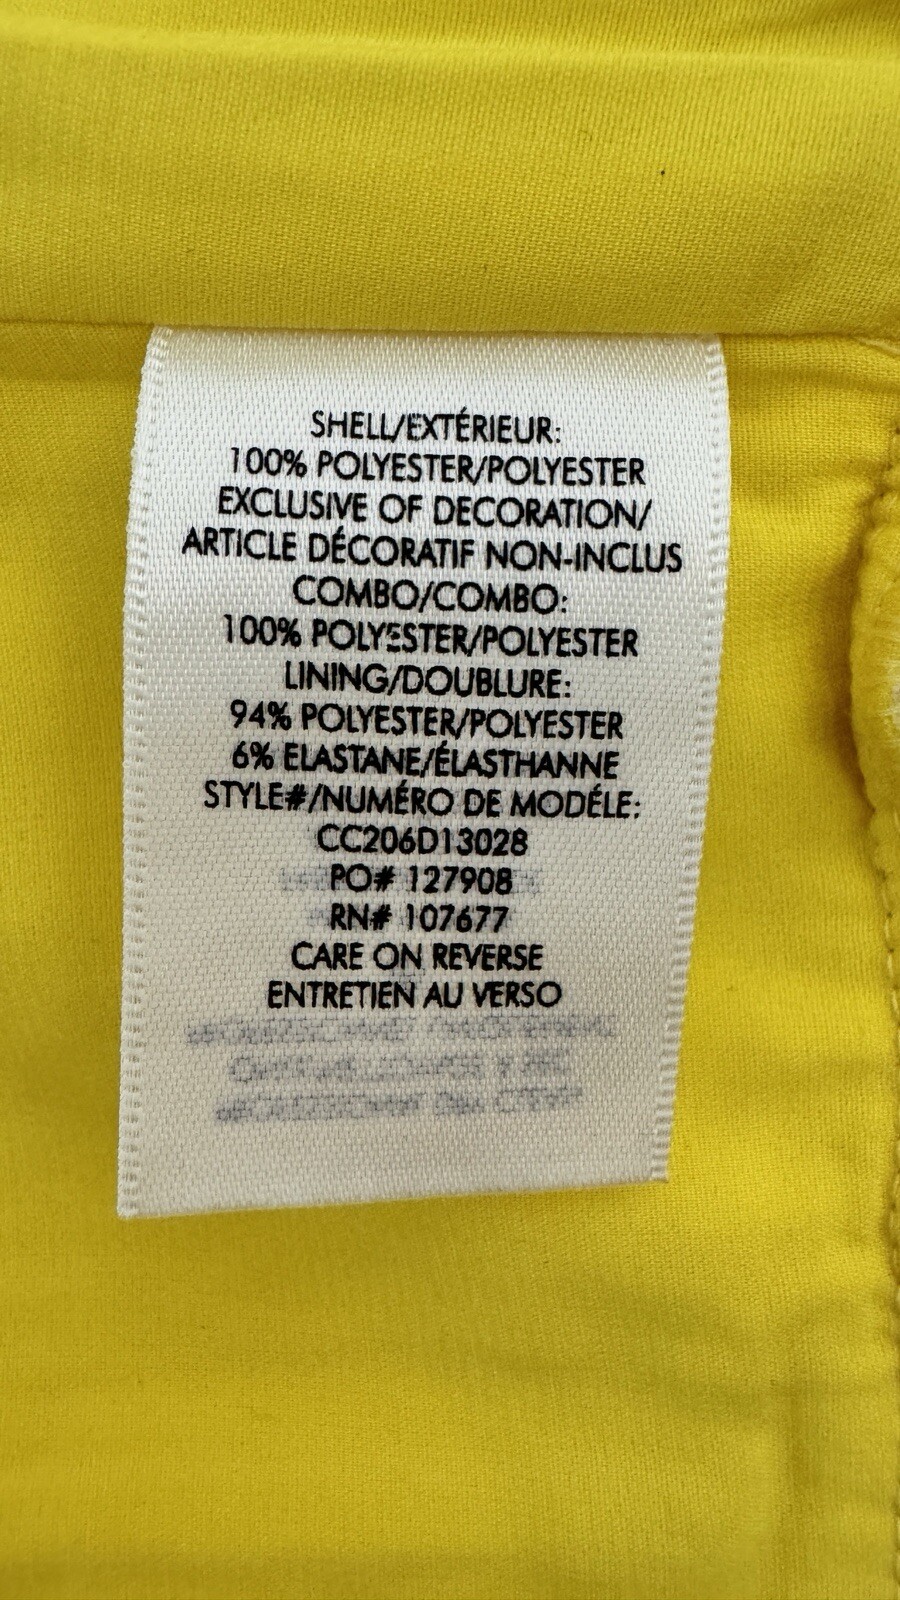 SHELL/EXTÉRIEUR:
100% POLYESTER/POLYESTER
EXCLUSIVE OF DECORATION/
ARTICLE DÉCORATIF NON-INCLUS
COMBO/COMBO:
100% POLYESTER/POLYESTER
LINING/DOUBLURE:
94% POLYESTER/POLYESTER
6% ELASTANE/ÉLASTHANNE
STYLE#/NUMÉRO DE MODÉLE:
CC206D13028
PO# 127908
RN# 107677
CARE ON REVERSE
ENTRETIEN AU VERSO